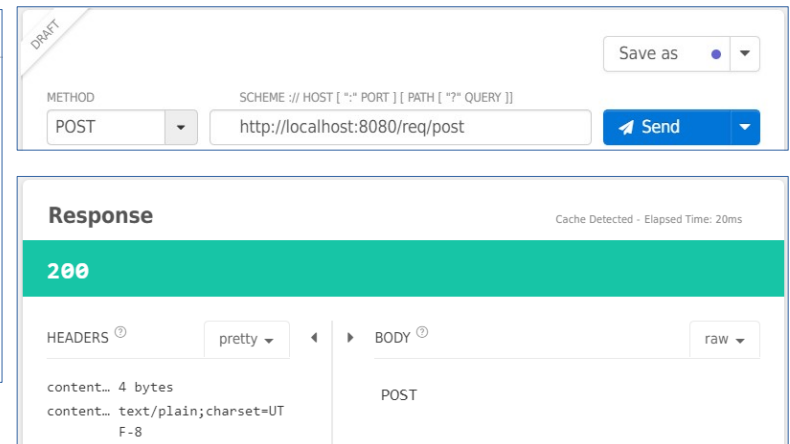 DRAFT
Save as
METHOD
SCHEME :// HOST [ ":" PORT ] [ PATH [ "?" QUERY ]]
POST
http://localhost:8080/req/post
Send
Response
Cache Detected - Elapsed Time: 20ms
200
HEADERS ?
pretty
BODY ?
raw
content… 4 bytes
content… text/plain;charset=UT
F-8
POST